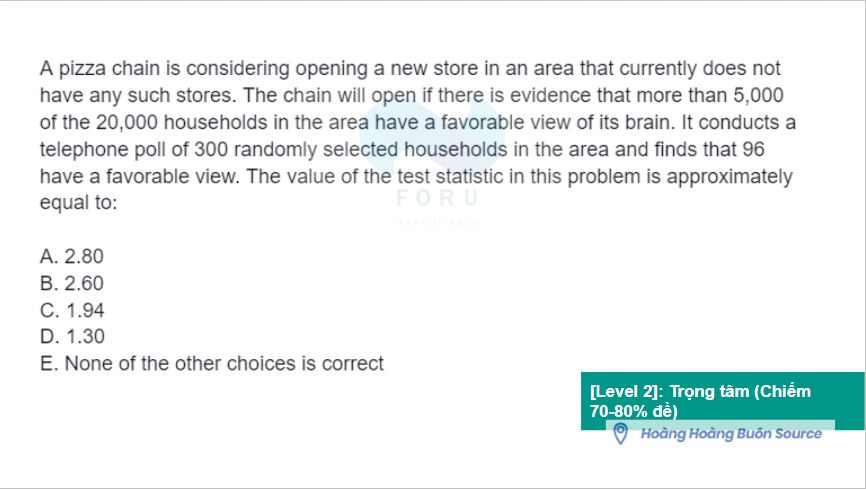 A pizza chain is considering opening a new store in an area that currently does not
have any such stores. The chain will open if there is evidence that more than 5,000
of the 20,000 households in the area have a favorable view of its brain. It conducts a
telephone poll of 300 randomly selected households in the area and finds that 96
have a favorable view. The value of the test statistic in this problem is approximately
equal to:
FORU
A. 2.80
B. 2.60
C. 1.94
D. 1.30
E. None of the other choices is correct
[Level 2]: Trọng tâm (Chiếm
70-80% đề)
Hoàng Hoàng Buôn Source